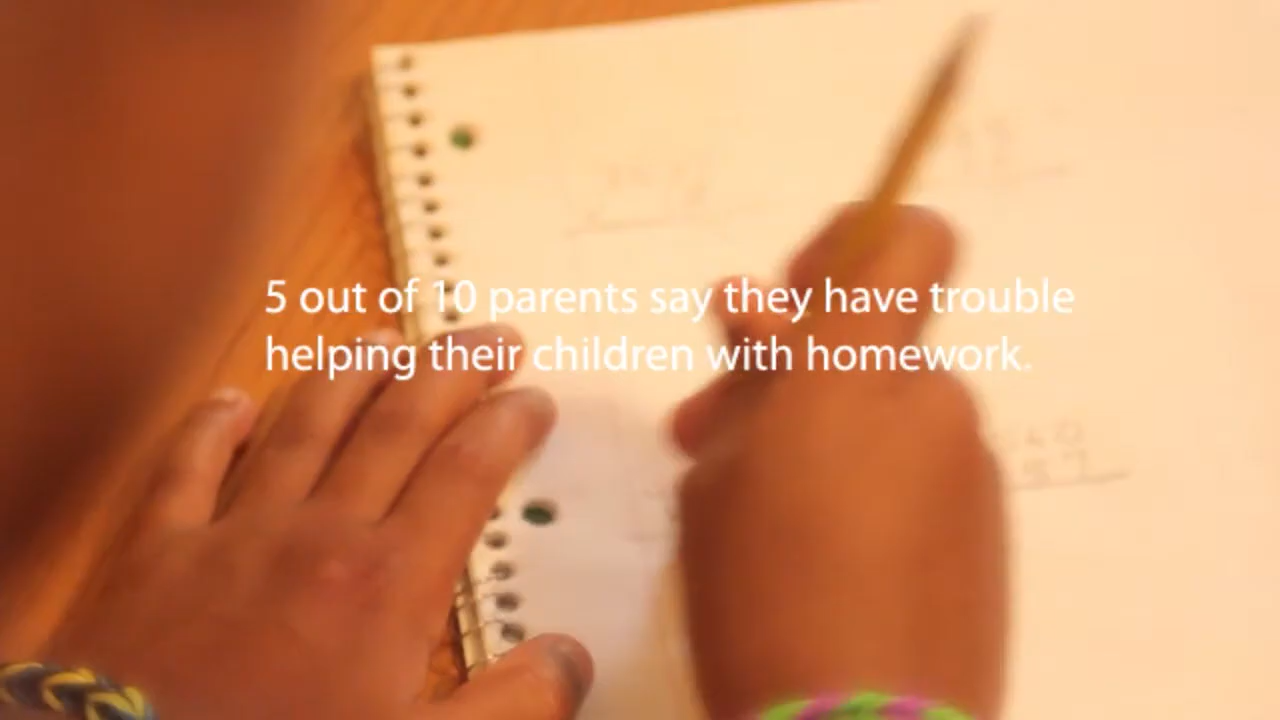 5 out of 10 parents say they have trouble
helping their children with homework.